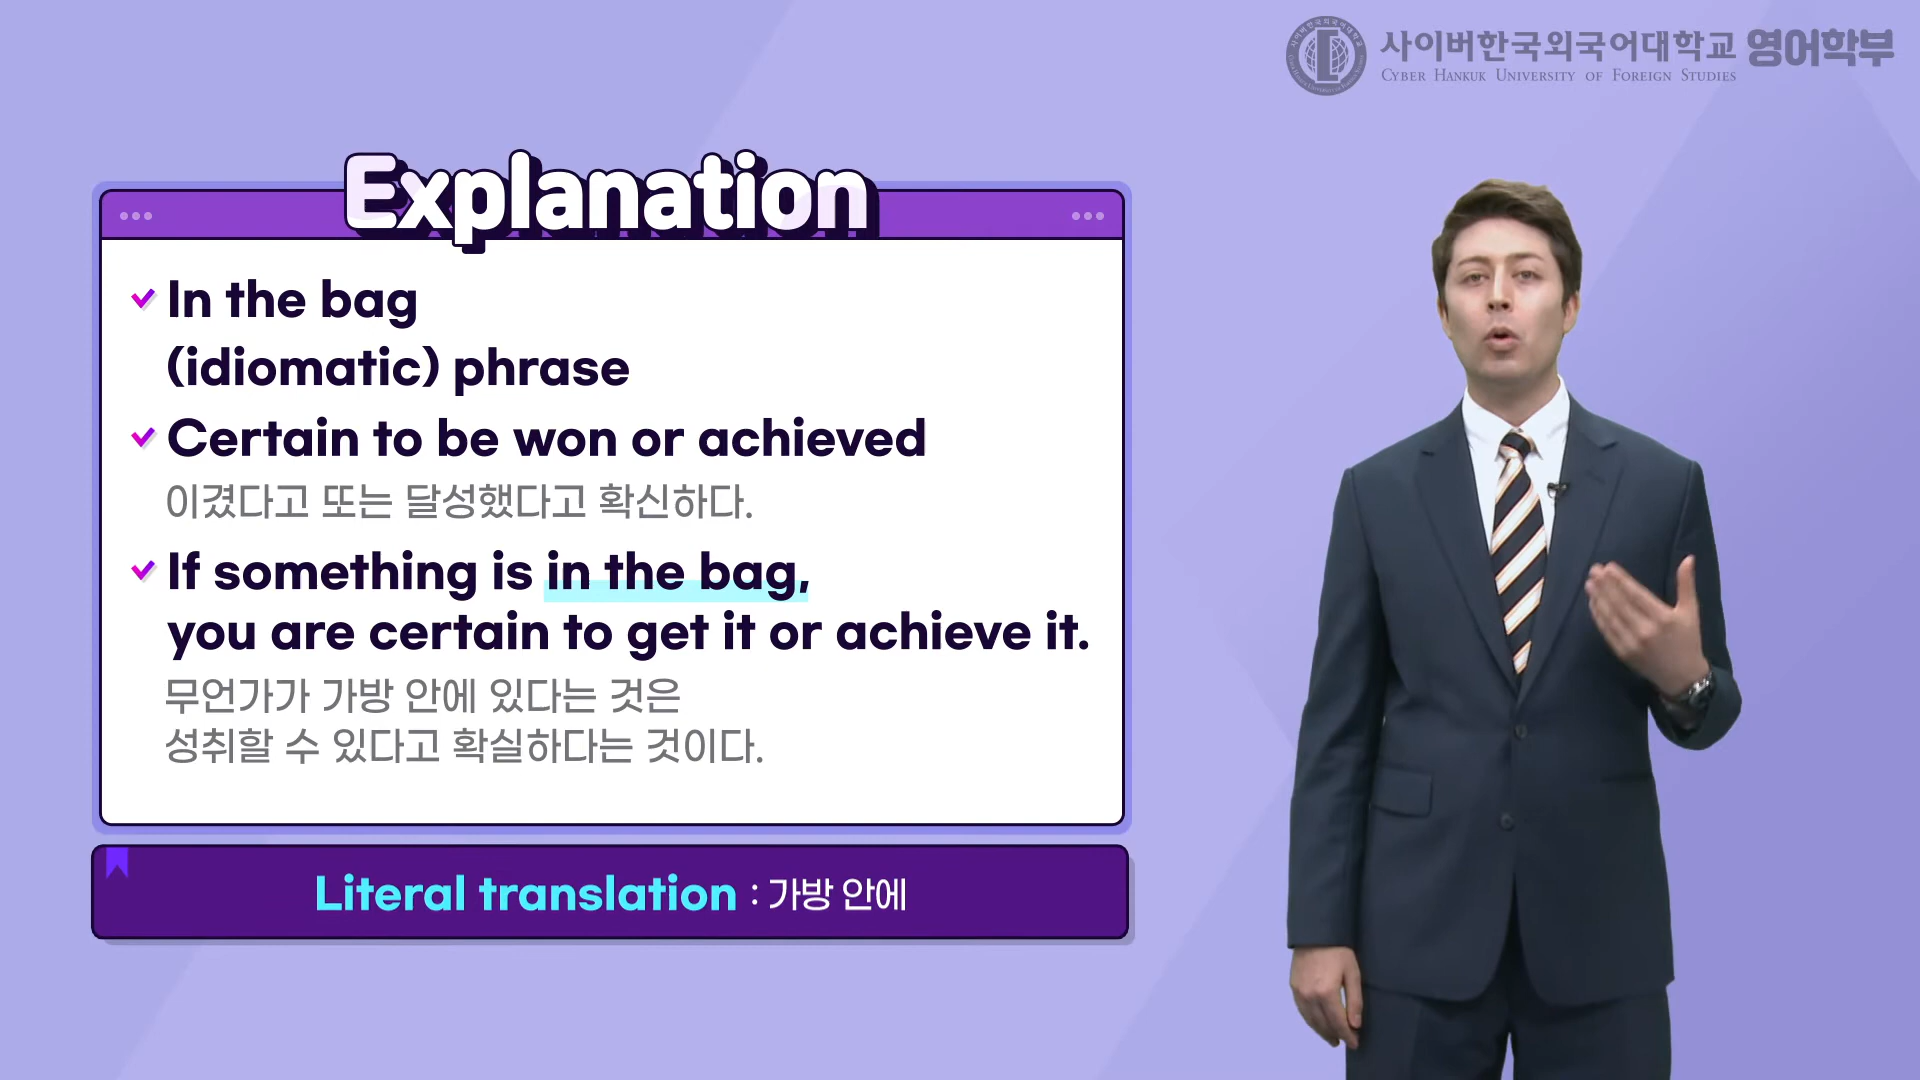 사이버한국외국어대학교 영어학부
CYBER HANKUK UNIVERSITY OF FOREIGN STUDIES
Explanation
In the bag
(idiomatic) phrase
Certain to be won or achieved
이겼다고 또는 달성했다고 확신하다.
If something is in the bag,
you are certain to get it or achieve it.
무언가가 가방 안에 있다는 것은
성취할 수 있다고 확실하다는 것이다.
Literal translation : 가방 안에